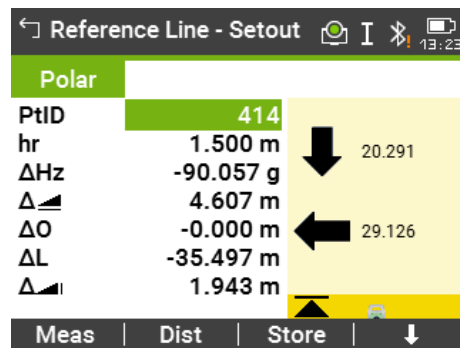 Reference Line - Setout
13:23
Polar
PtID 414
hr 1.500 m
ΔHz -90.057 g
Δ 4.607 m
ΔO -0.000 m
ΔL -35.497 m
Δ 1.943 m
20.291
29.126
Meas Dist Store